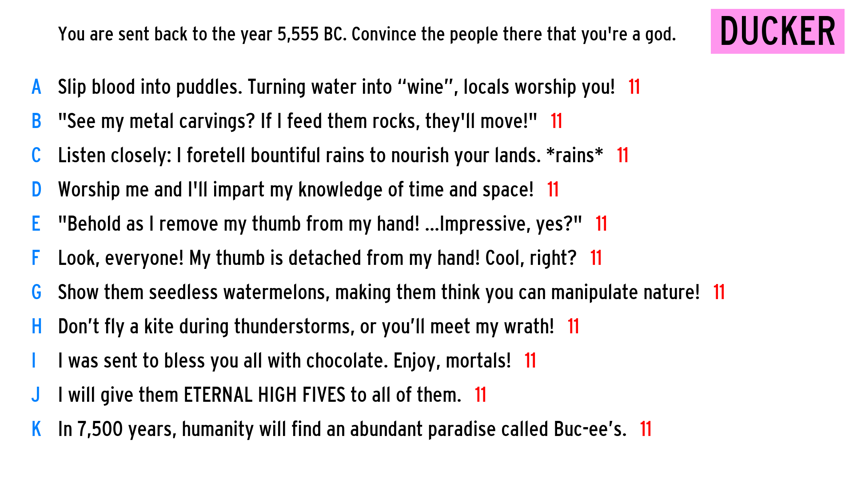 You are sent back to the year 5,555 BC. Convince the people there that you're a god.
DUCKER
A Slip blood into puddles. Turning water into “wine”, locals worship you! 11
B "See my metal carvings? If I feed them rocks, they'll move!" 11
C Listen closely: I foretell bountiful rains to nourish your lands. *rains* 11
D Worship me and I'll impart my knowledge of time and space! 11
E "Behold as I remove my thumb from my hand! ...Impressive, yes?" 11
F Look, everyone! My thumb is detached from my hand! Cool, right? 11
G Show them seedless watermelons, making them think you can manipulate nature! 11
H Don’t fly a kite during thunderstorms, or you’ll meet my wrath! 11
I I was sent to bless you all with chocolate. Enjoy, mortals! 11
J I will give them ETERNAL HIGH FIVES to all of them. 11
K In 7,500 years, humanity will find an abundant paradise called Buc-ee’s. 11